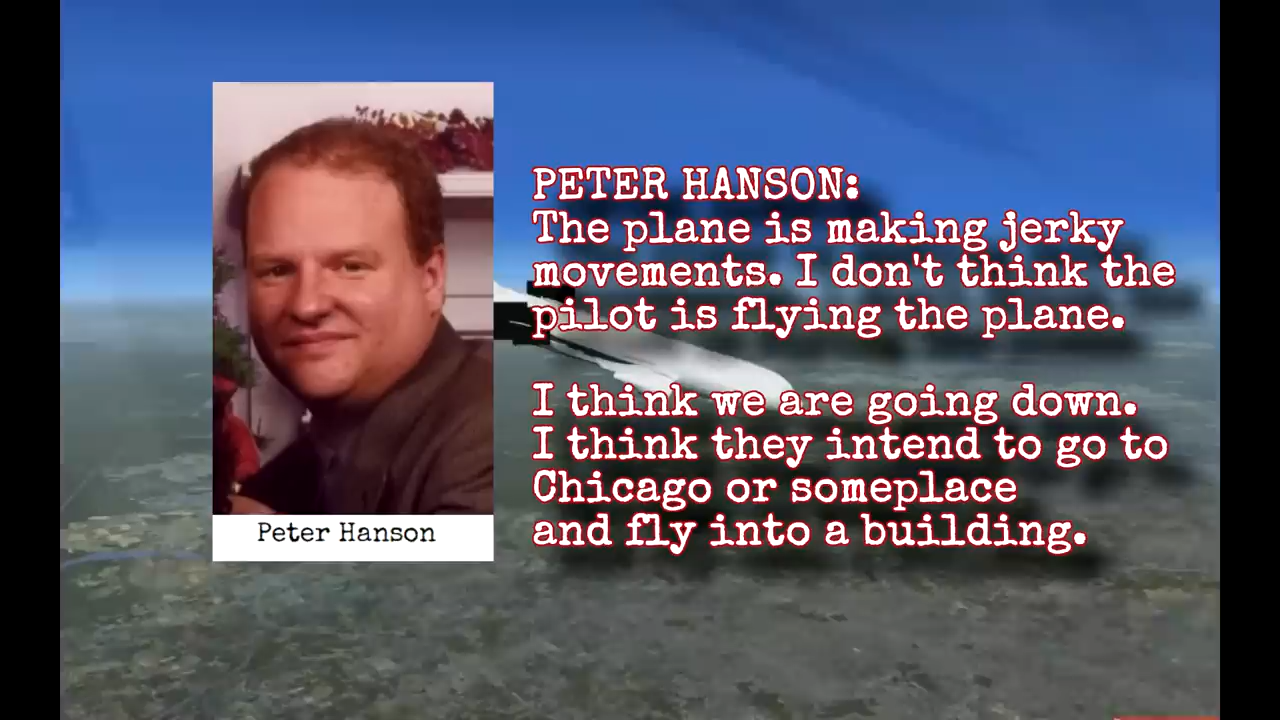 PETER HANSON:
The plane is making jerky
movements. I don't think the
pilot is flying the plane.
I think we are going down.
I think they intend to go to
Chicago or someplace
and fly into a building.
Peter Hanson